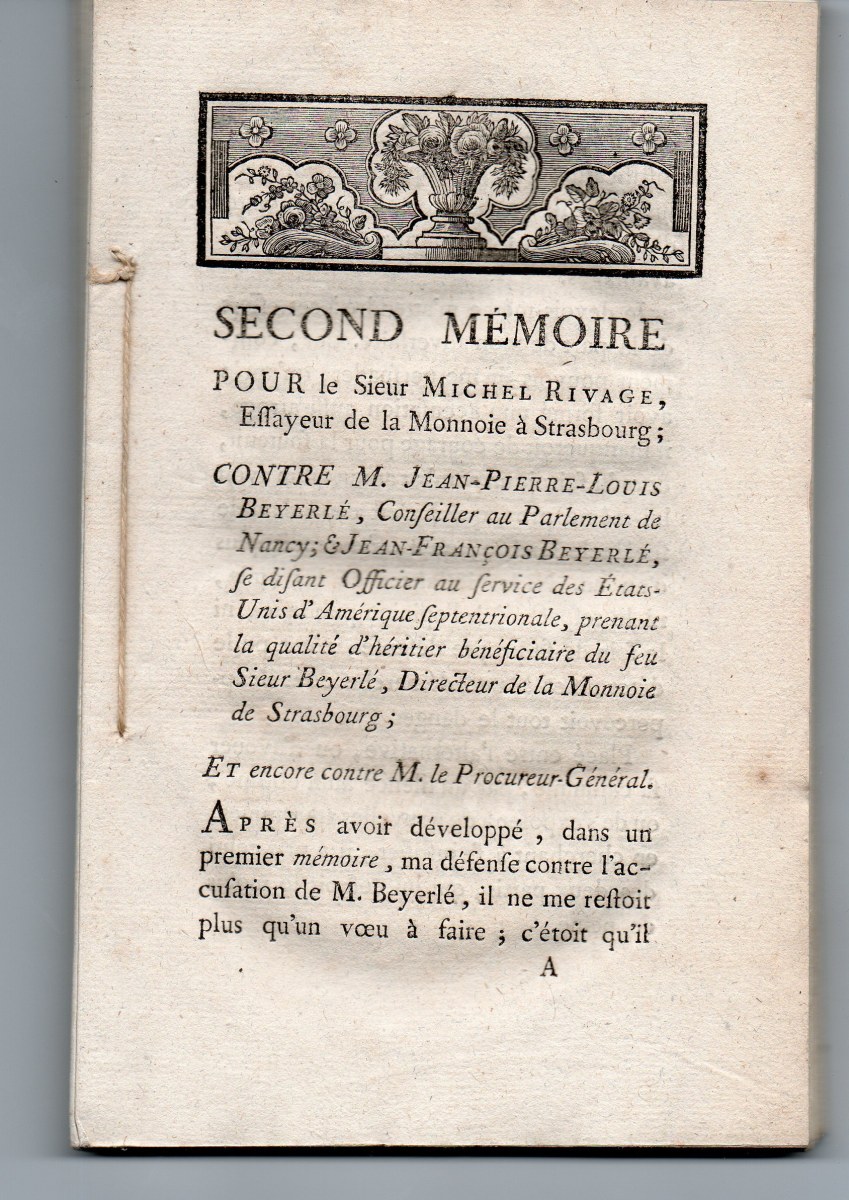 SECOND MÉMOIRE
POUR le Sieur MICHEL RIVAGE,
Eſſayeur de la Monnoie à Strasbourg;
CONTRE M. JEAN-PIERRE-LOUIS
BEYERLÉ, Conſeiller au Parlement de
Nancy; & JEAN-FRANÇOIS BEYERLÉ,
ſe diſant Officier au ſervice des États-
Unis d'Amérique ſeptentrionale, prenant
la qualité d'héritier bénéficiaire du feu
Sieur Beyerlé, Directeur de la Monnoie
de Strasbourg;
ET encore contre M. le Procureur-Général.
APRÈS avoir développé, dans un
premier mémoire, ma défenſe contre l'ac-
cuſation de M. Beyerlé, il ne me reſtoit
plus qu'un vœu à faire; c'étoit qu'il
A